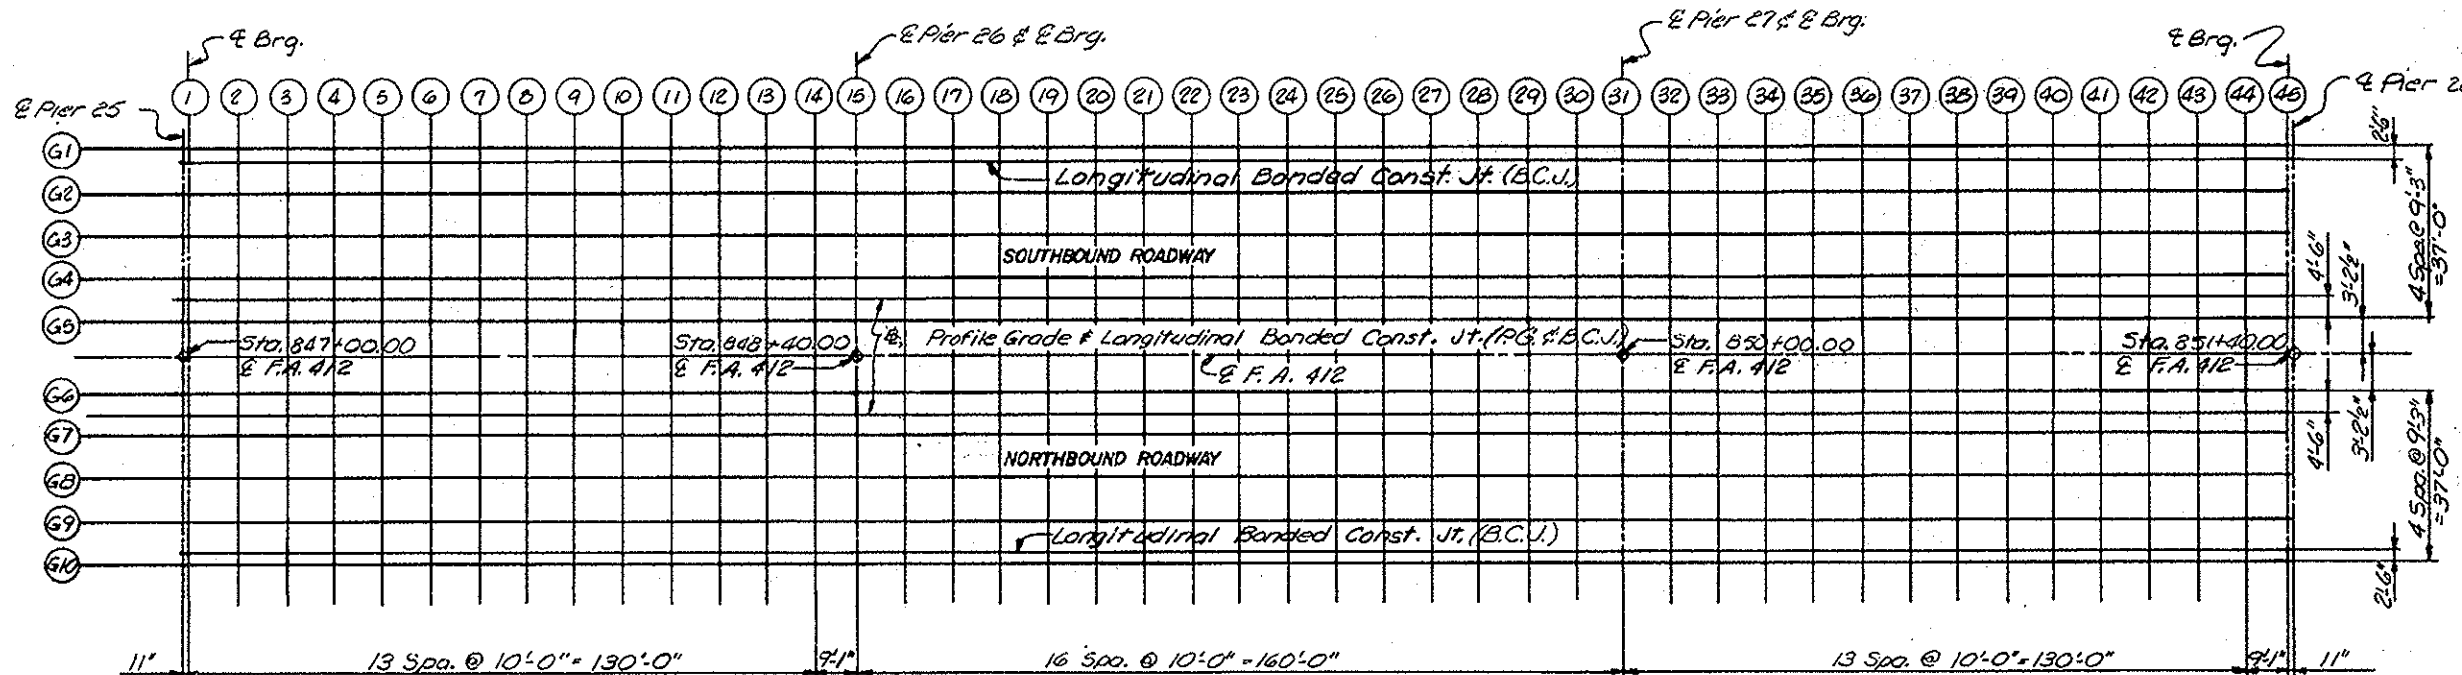 ℄ Brg.
℄ Pier 26 & ℄ Brg.
℄ Pier 27 & ℄ Brg.
℄ Brg.
℄ Pier 25
1 2 3 4 5 6 7 8 9 10 11 12 13 14 15 16 17 18 19 20 21 22 23 24 25 26 27 28 29 30 31 32 33 34 35 36 37 38 39 40 41 42 43 44 45
℄ Pier
G1
2'-6"
Longitudinal Bonded Const. Jt. (B.C.J.)
G2
4 Spa. @ 9'-3"
= 37'-0"
G3
SOUTHBOUND ROADWAY
G4
4'-6"
3'-2½"
G5
Sta. 847+00.00
℄ F.A. 412
Sta. 848+40.00
℄ F.A. 412
℄, Profile Grade & Longitudinal Bonded Const. Jt. (P.G. & B.C.J.)
℄ F.A. 412
Sta. 850+00.00
℄ F.A. 412
Sta. 851+40.00
℄ F.A. 412
G6
G7
4'-6"
3'-2½"
NORTHBOUND ROADWAY
G8
4 Spa. @ 9'-3"
= 37'-0"
G9
Longitudinal Bonded Const. Jt. (B.C.J.)
G10
2'-6"
11"
13 Spa. @ 10'-0" = 130'-0"
9'-1"
16 Spa. @ 10'-0" = 160'-0"
13 Spa. @ 10'-0" = 130'-0"
9'-1"
11"